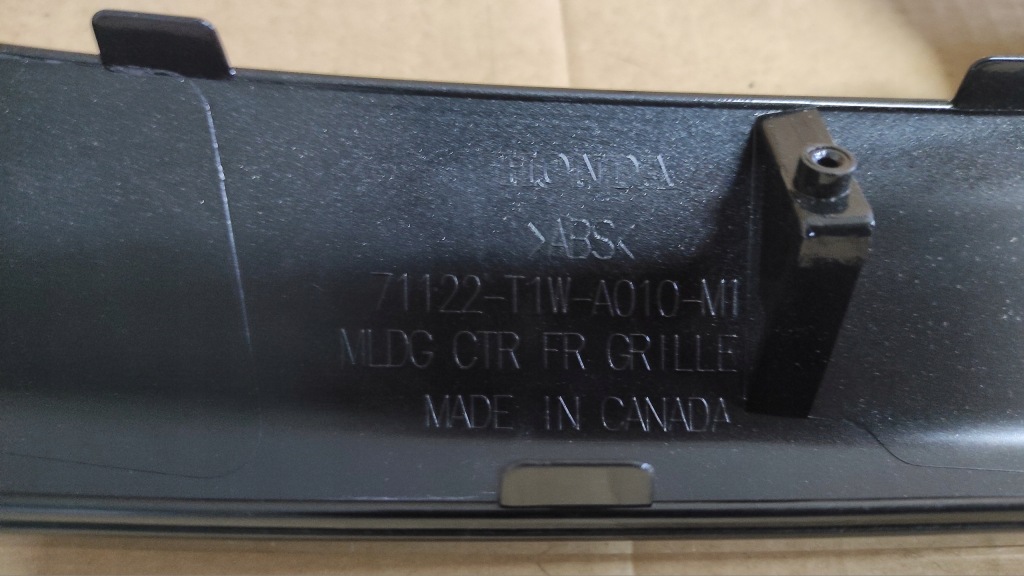 HONDA
>ABS<
71122-T1W-A010-M1
MLDG CTR FR GRILLE
MADE IN CANADA